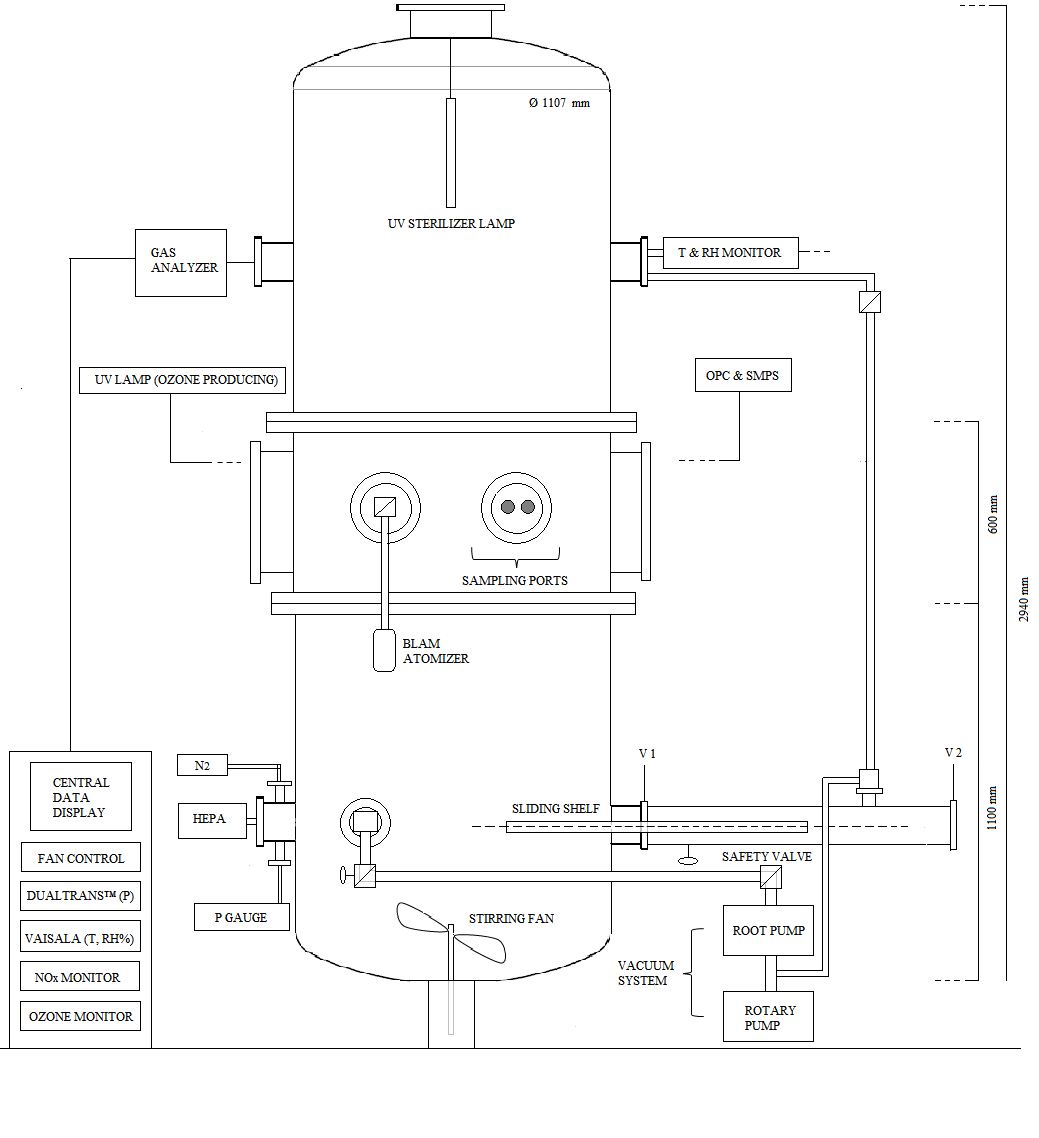 Ø 1107 mm
UV STERILIZER LAMP
GAS
ANALYZER
T & RH MONITOR
UV LAMP (OZONE PRODUCING)
OPC & SMPS
600 mm
SAMPLING PORTS
2940 mm
BLAM
ATOMIZER
V 1
V 2
N2
CENTRAL
DATA
DISPLAY
HEPA
SLIDING SHELF
1100 mm
FAN CONTROL
SAFETY VALVE
DUALTRANS™ (P)
P GAUGE
STIRRING FAN
ROOT PUMP
VAISALA (T, RH%)
VACUUM
SYSTEM
NOx MONITOR
OZONE MONITOR
ROTARY
PUMP